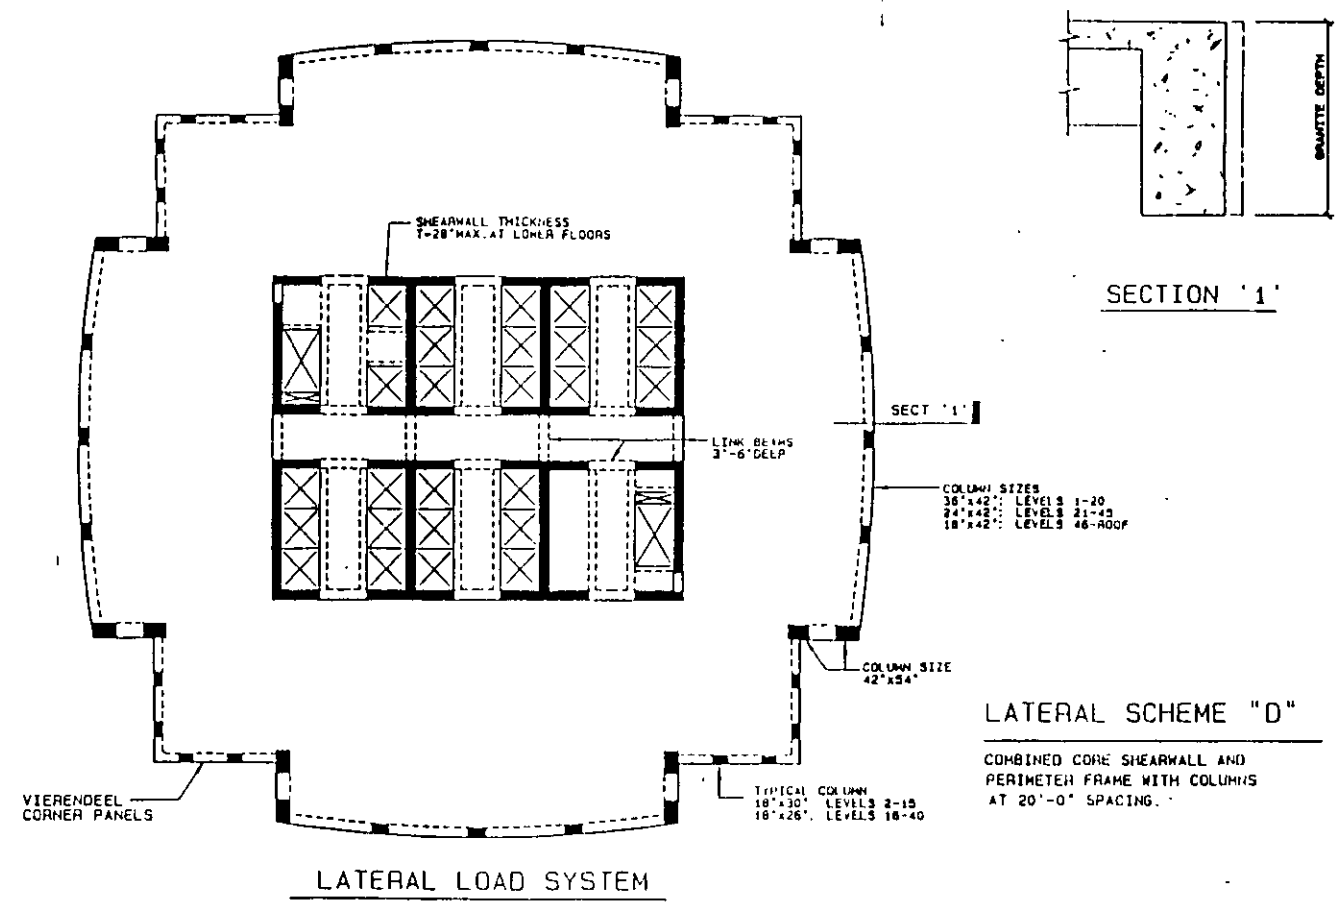 GRANITE DEPTH
SECTION '1'
SHEARWALL THICKNESS
T-28"MAX.AT LOWER FLOORS
SECT '1'
LINK BEAMS
3'-6"DEEP
COLUMN SIZES
36"x42": LEVELS 1-20
24"x42": LEVELS 21-45
18"x42": LEVELS 46-ROOF
COLUMN SIZE
42"x54"
LATERAL SCHEME "D"
COMBINED CORE SHEARWALL AND
PERIMETER FRAME WITH COLUMNS
AT 20'-0" SPACING.
VIERENDEEL
CORNER PANELS
TYPICAL COLUMN
18"x30". LEVELS 2-15
18"x26". LEVELS 16-40
LATERAL LOAD SYSTEM